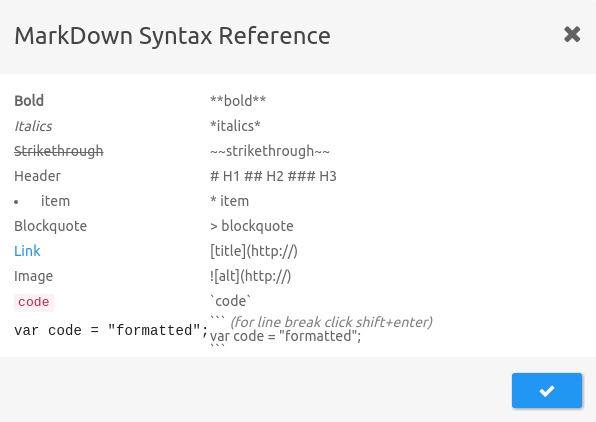 MarkDown Syntax Reference
Bold **bold**
Italics *italics*
Strikethrough ~~strikethrough~~
Header # H1 ## H2 ### H3
• item * item
Blockquote > blockquote
Link [title](http://)
Image ![alt](http://)
code `code`
``` (for line break click shift+enter)
var code = "formatted"; var code = "formatted";
```